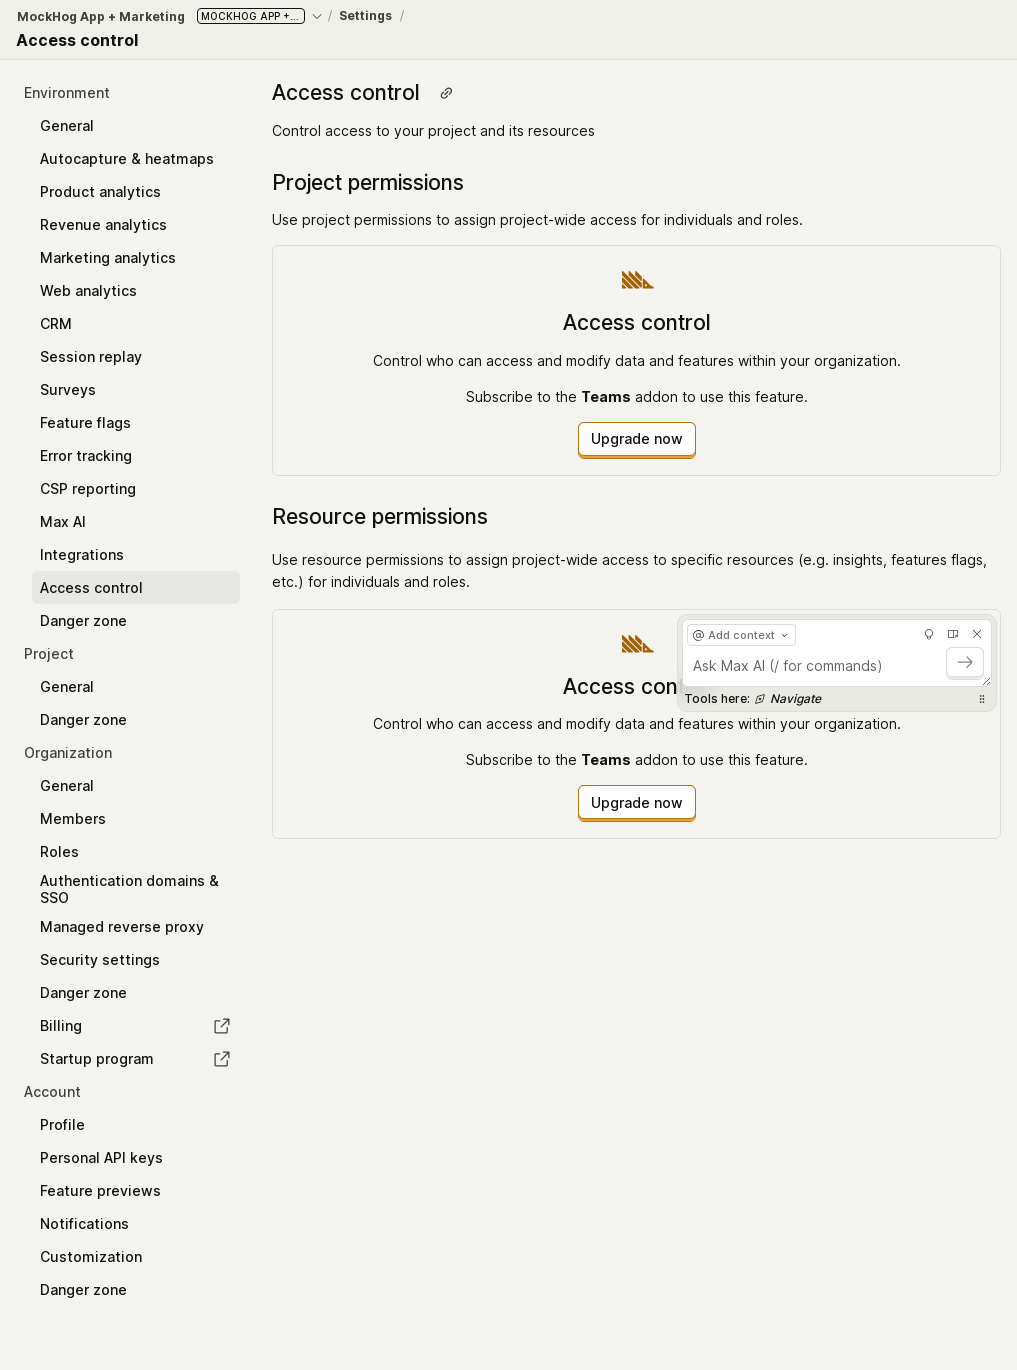 MockHog App + Marketing
MOCKHOG APP +...
/
Settings
/
Access control
Environment
General
Autocapture & heatmaps
Product analytics
Revenue analytics
Marketing analytics
Web analytics
CRM
Session replay
Surveys
Feature flags
Error tracking
CSP reporting
Max AI
Integrations
Access control
Danger zone
Project
General
Danger zone
Organization
General
Members
Roles
Authentication domains &
SSO
Managed reverse proxy
Security settings
Danger zone
Billing
Startup program
Account
Profile
Personal API keys
Feature previews
Notifications
Customization
Danger zone
Access control
Control access to your project and its resources
Project permissions
Use project permissions to assign project-wide access for individuals and roles.
Access control
Control who can access and modify data and features within your organization.
Subscribe to the Teams addon to use this feature.
Upgrade now
Resource permissions
Use resource permissions to assign project-wide access to specific resources (e.g. insights, features flags,
etc.) for individuals and roles.
Access cont
Control who can access and modify data and features within your organization.
Subscribe to the Teams addon to use this feature.
Upgrade now
@ Add context
Ask Max AI (/ for commands)
Tools here: Navigate